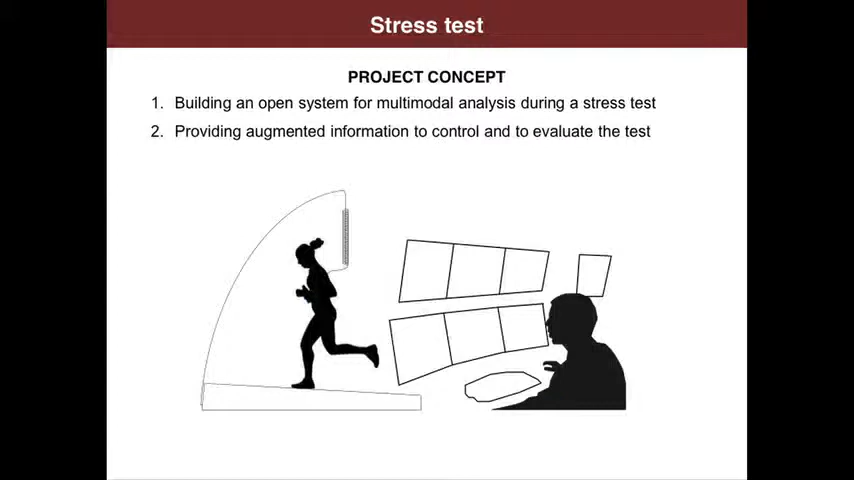 Stress test
PROJECT CONCEPT
1. Building an open system for multimodal analysis during a stress test
2. Providing augmented information to control and to evaluate the test